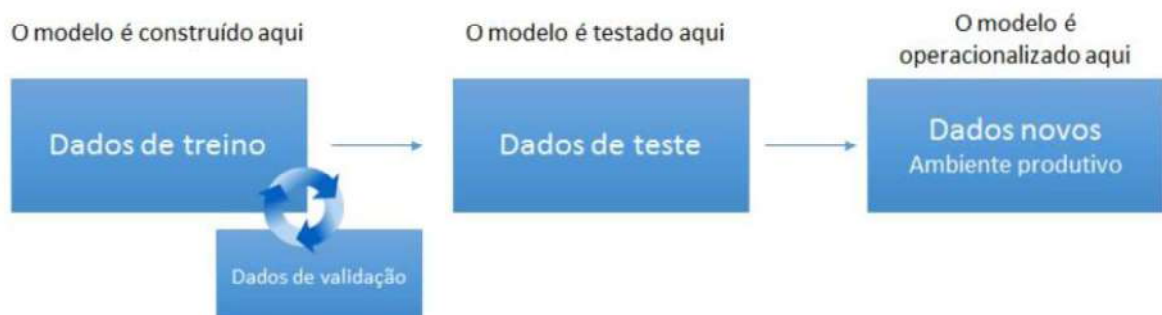 O modelo é construído aqui
Dados de treino
Dados de validação
O modelo é testado aqui
Dados de teste
O modelo é
operacionalizado aqui
Dados novos
Ambiente produtivo